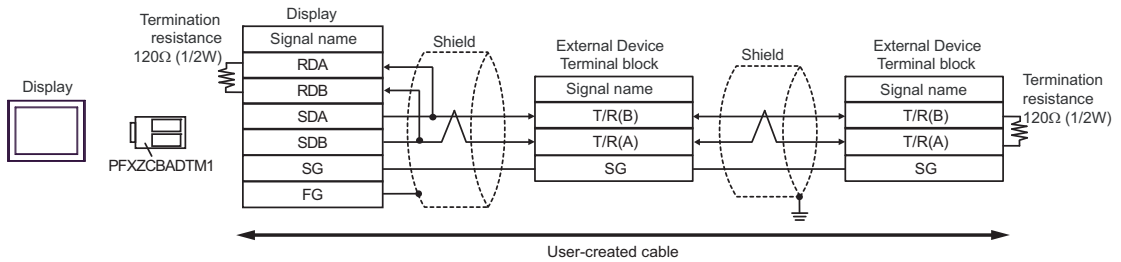 Display
PFXZCBADTM1
Termination
resistance
120Ω (1/2W)
Display
Signal name
RDA
RDB
SDA
SDB
SG
FG
Shield
External Device
Terminal block
Signal name
T/R(B)
T/R(A)
SG
Shield
External Device
Terminal block
Signal name
T/R(B)
T/R(A)
SG
Termination
resistance
120Ω (1/2W)
User-created cable